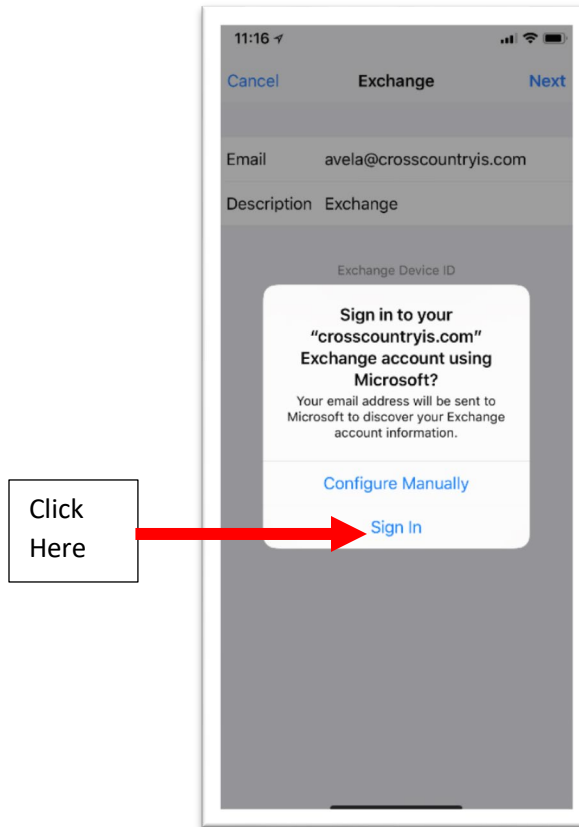 11:16
Cancel Exchange Next
Email avela@crosscountryis.com
Description Exchange
Exchange Device ID
Sign in to your
“crosscountryis.com”
Exchange account using
Microsoft?
Your email address will be sent to
Microsoft to discover your Exchange
account information.
Configure Manually
Sign In
Click
Here